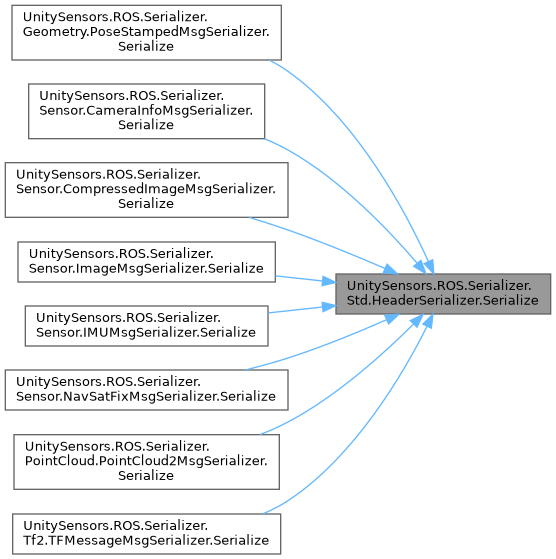 UnitySensors.ROS.Serializer.
Geometry.PoseStampedMsgSerializer.
Serialize
UnitySensors.ROS.Serializer.
Sensor.CameraInfoMsgSerializer.
Serialize
UnitySensors.ROS.Serializer.
Sensor.CompressedImageMsgSerializer.
Serialize
UnitySensors.ROS.Serializer.
Sensor.ImageMsgSerializer.Serialize
UnitySensors.ROS.Serializer.
Std.HeaderSerializer.Serialize
UnitySensors.ROS.Serializer.
Sensor.IMUMsgSerializer.Serialize
UnitySensors.ROS.Serializer.
Sensor.NavSatFixMsgSerializer.Serialize
UnitySensors.ROS.Serializer.
PointCloud.PointCloud2MsgSerializer.
Serialize
UnitySensors.ROS.Serializer.
Tf2.TFMessageMsgSerializer.Serialize